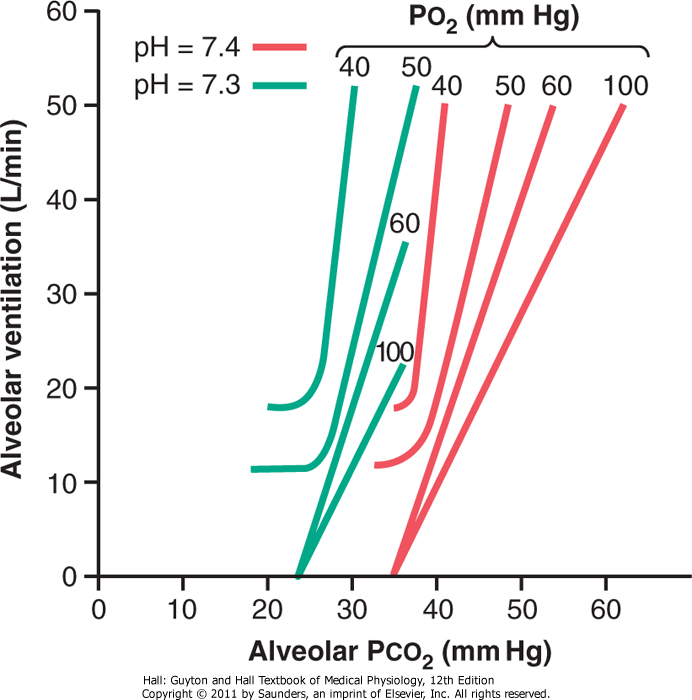 PO2 (mm Hg)
pH = 7.4
pH = 7.3
40 50 40 50 60 100
60
100
Alveolar ventilation (L/min)
60
50
40
30
20
10
0
0 10 20 30 40 50 60
Alveolar PCO2 (mm Hg)
Hall: Guyton and Hall Textbook of Medical Physiology, 12th Edition
Copyright © 2011 by Saunders, an imprint of Elsevier, Inc. All rights reserved.